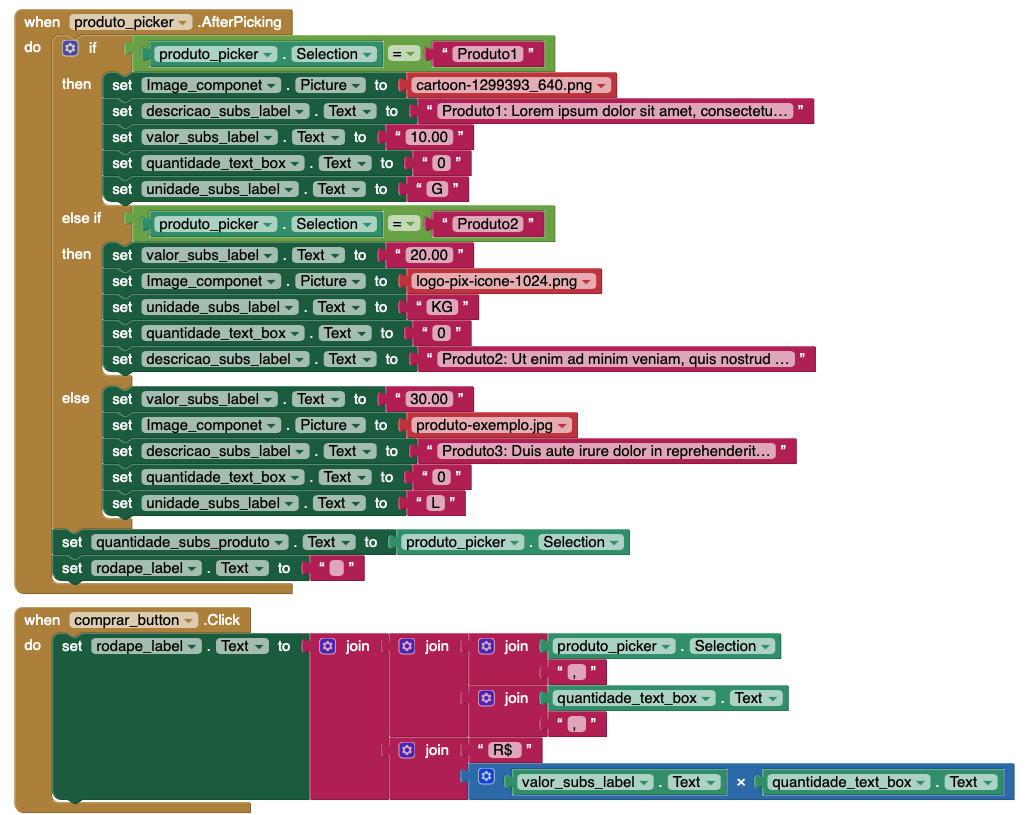 when produto_picker .AfterPicking
do if produto_picker . Selection = " Produto1 "
then set Image_componet . Picture to cartoon-1299393_640.png
set descricao_subs_label . Text to " Produto1: Lorem ipsum dolor sit amet, consectetu... "
set valor_subs_label . Text to " 10.00 "
set quantidade_text_box . Text to " 0 "
set unidade_subs_label . Text to " G "
else if produto_picker . Selection = " Produto2 "
then set valor_subs_label . Text to " 20.00 "
set Image_componet . Picture to logo-pix-icone-1024.png
set unidade_subs_label . Text to " KG "
set quantidade_text_box . Text to " 0 "
set descricao_subs_label . Text to " Produto2: Ut enim ad minim veniam, quis nostrud ... "
else set valor_subs_label . Text to " 30.00 "
set Image_componet . Picture to produto-exemplo.jpg
set descricao_subs_label . Text to " Produto3: Duis aute irure dolor in reprehenderit... "
set quantidade_text_box . Text to " 0 "
set unidade_subs_label . Text to " L "
set quantidade_subs_produto . Text to produto_picker . Selection
set rodape_label . Text to " "
when comprar_button .Click
do set rodape_label . Text to join join join produto_picker . Selection
" , "
join quantidade_text_box . Text
" , "
join " R$ "
valor_subs_label . Text × quantidade_text_box . Text